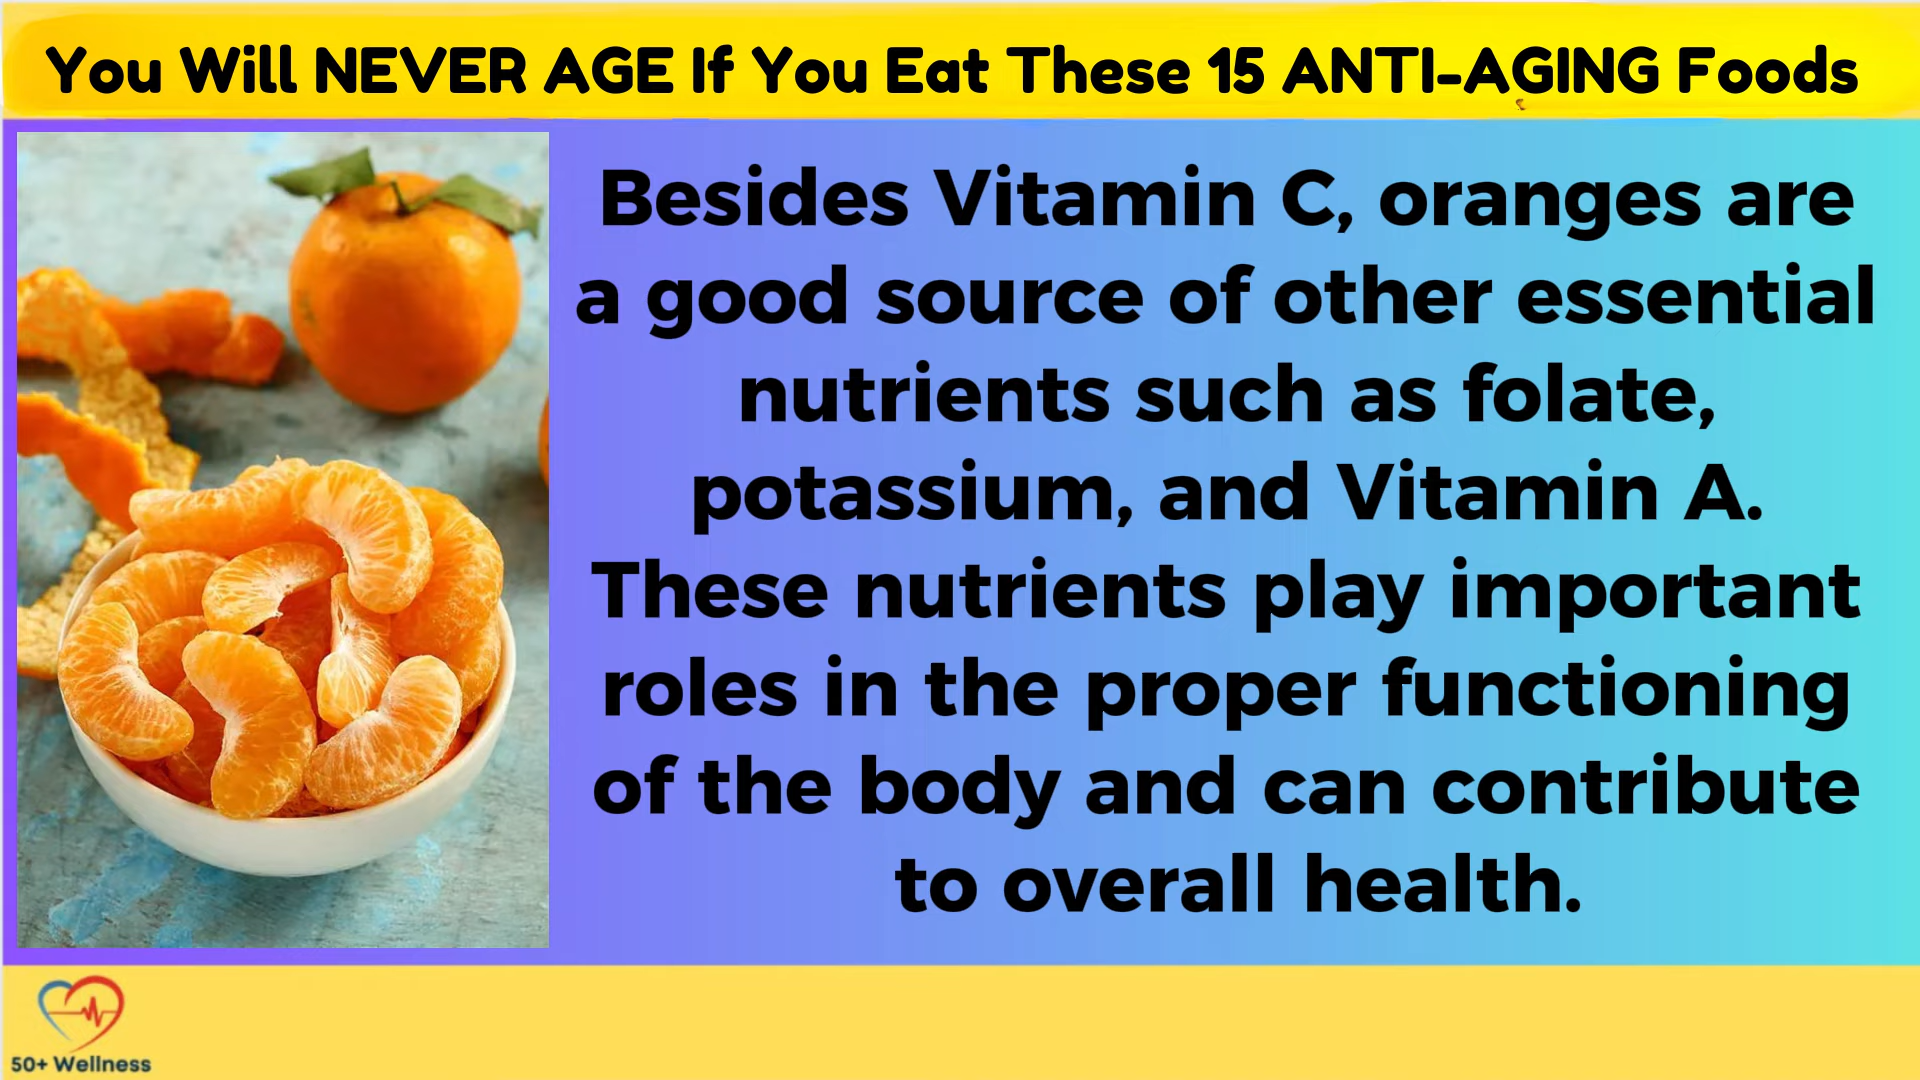 You Will NEVER AGE If You Eat These 15 ANTI-AGING Foods
Besides Vitamin C, oranges are
a good source of other essential
nutrients such as folate,
potassium, and Vitamin A.
These nutrients play important
roles in the proper functioning
of the body and can contribute
to overall health.
50+ Wellness